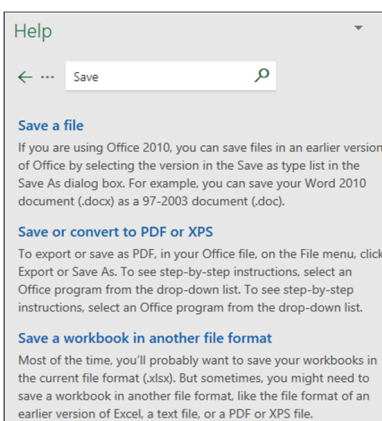 Help
Save
Save a file
If you are using Office 2010, you can save files in an earlier version
of Office by selecting the version in the Save as type list in the
Save As dialog box. For example, you can save your Word 2010
document (.docx) as a 97-2003 document (.doc).
Save or convert to PDF or XPS
To export or save as PDF, in your Office file, on the File menu, click
Export or Save As. To see step-by-step instructions, select an
Office program from the drop-down list. To see step-by-step
instructions, select an Office program from the drop-down list.
Save a workbook in another file format
Most of the time, you'll probably want to save your workbooks in
the current file format (.xlsx). But sometimes, you might need to
save a workbook in another file format, like the file format of an
earlier version of Excel, a text file, or a PDF or XPS file.